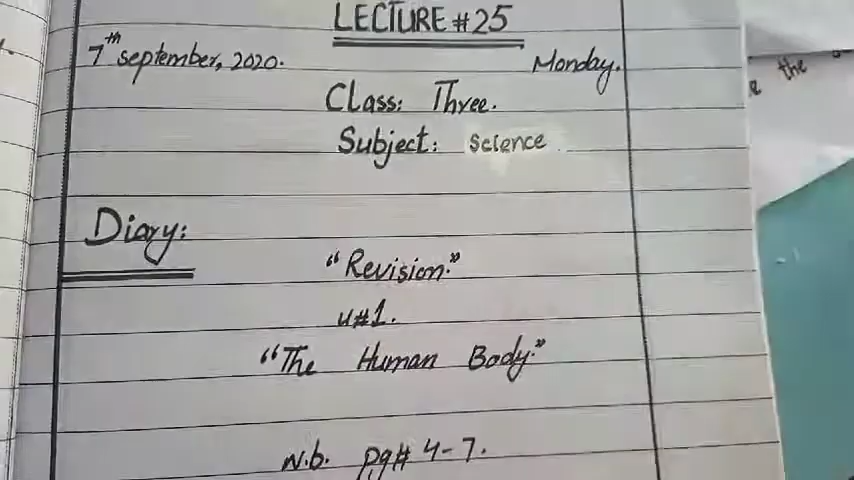 LECTURE #25
7th september, 2020. Monday.
Class: Three.
Subject: Science
Diary:
"Revision."
u#1.
"The Human Body."
N.b. pg# 4-7.
the